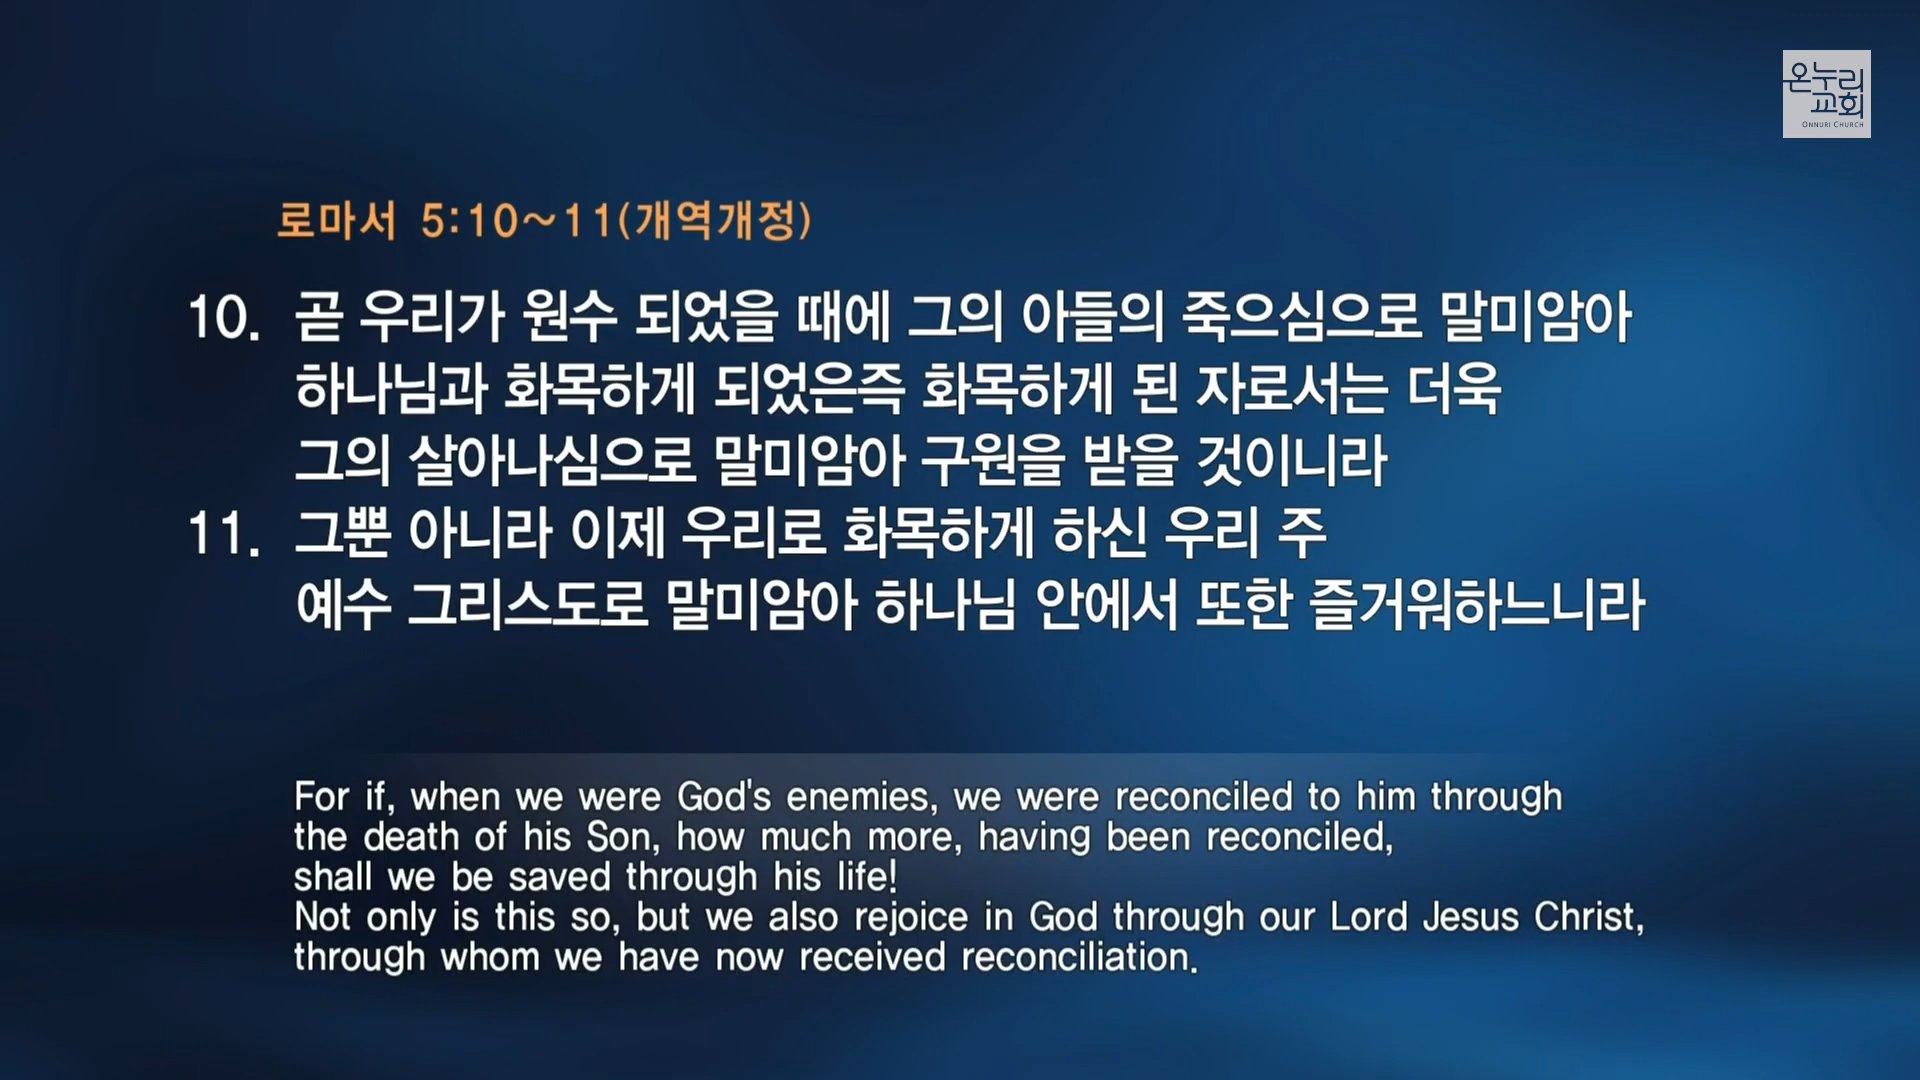 온누리
교회
ONNURI CHURCH
로마서 5:10~11(개역개정)
10. 곧 우리가 원수 되었을 때에 그의 아들의 죽으심으로 말미암아
하나님과 화목하게 되었은즉 화목하게 된 자로서는 더욱
그의 살아나심으로 말미암아 구원을 받을 것이니라
11. 그뿐 아니라 이제 우리로 화목하게 하신 우리 주
예수 그리스도로 말미암아 하나님 안에서 또한 즐거워하느니라
For if, when we were God's enemies, we were reconciled to him through
the death of his Son, how much more, having been reconciled,
shall we be saved through his life!
Not only is this so, but we also rejoice in God through our Lord Jesus Christ,
through whom we have now received reconciliation.